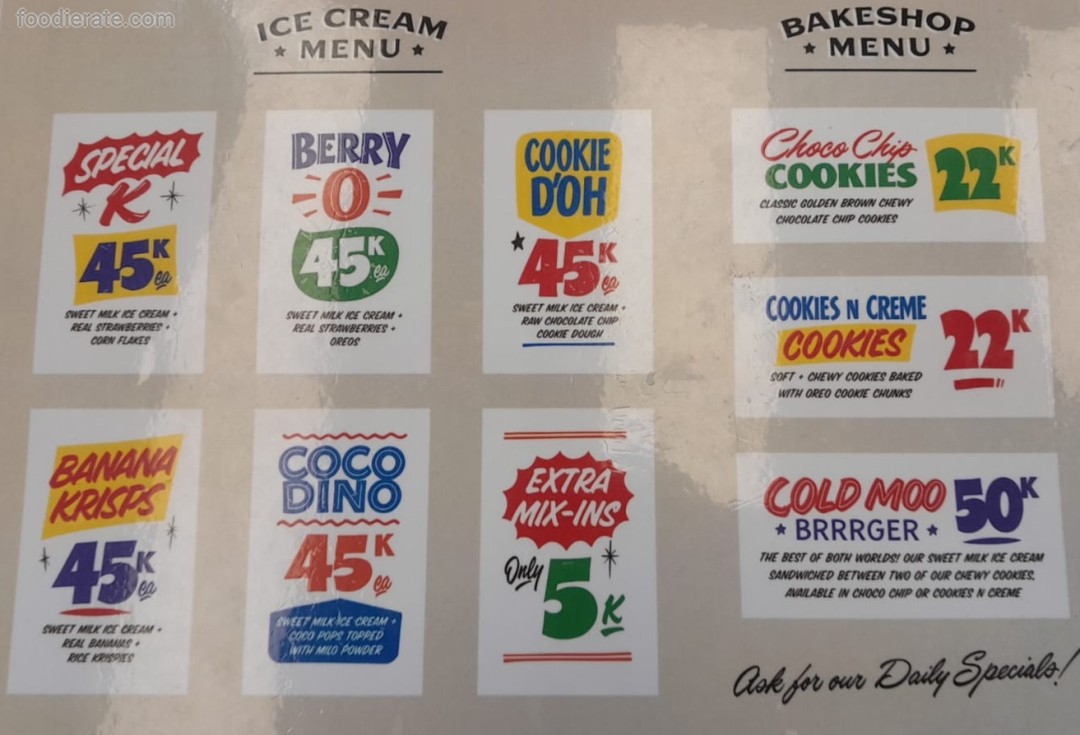 foodierate.com
ICE CREAM
★ MENU ★
SPECIAL
K
45K ea
SWEET MILK ICE CREAM +
REAL STRAWBERRIES +
CORN FLAKES
BERRY
O
45K ea
SWEET MILK ICE CREAM +
REAL STRAWBERRIES +
OREOS
COOKIE
D'OH
45K ea
SWEET MILK ICE CREAM +
RAW CHOCOLATE CHIP
COOKIE DOUGH
BANANA
KRISPS
45K ea
SWEET MILK ICE CREAM +
REAL BANANAS +
RICE KRISPIES
COCO
DINO
45K ea
SWEET MILK ICE CREAM +
COCO POPS TOPPED
WITH MILO POWDER
EXTRA
MIX-INS
Only
5K
BAKESHOP
★ MENU ★
Choco Chip
COOKIES
22K
CLASSIC GOLDEN BROWN CHEWY
CHOCOLATE CHIP COOKIES
COOKIES N CREME
COOKIES
22K
SOFT + CHEWY COOKIES BAKED
WITH OREO COOKIE CHUNKS
COLD MOO
★ BRRRGER ★
50K
THE BEST OF BOTH WORLDS! OUR SWEET MILK ICE CREAM
SANDWICHED BETWEEN TWO OF OUR CHEWY COOKIES.
AVAILABLE IN CHOCO CHIP OR COOKIES N CREME
Ask for our Daily Specials!